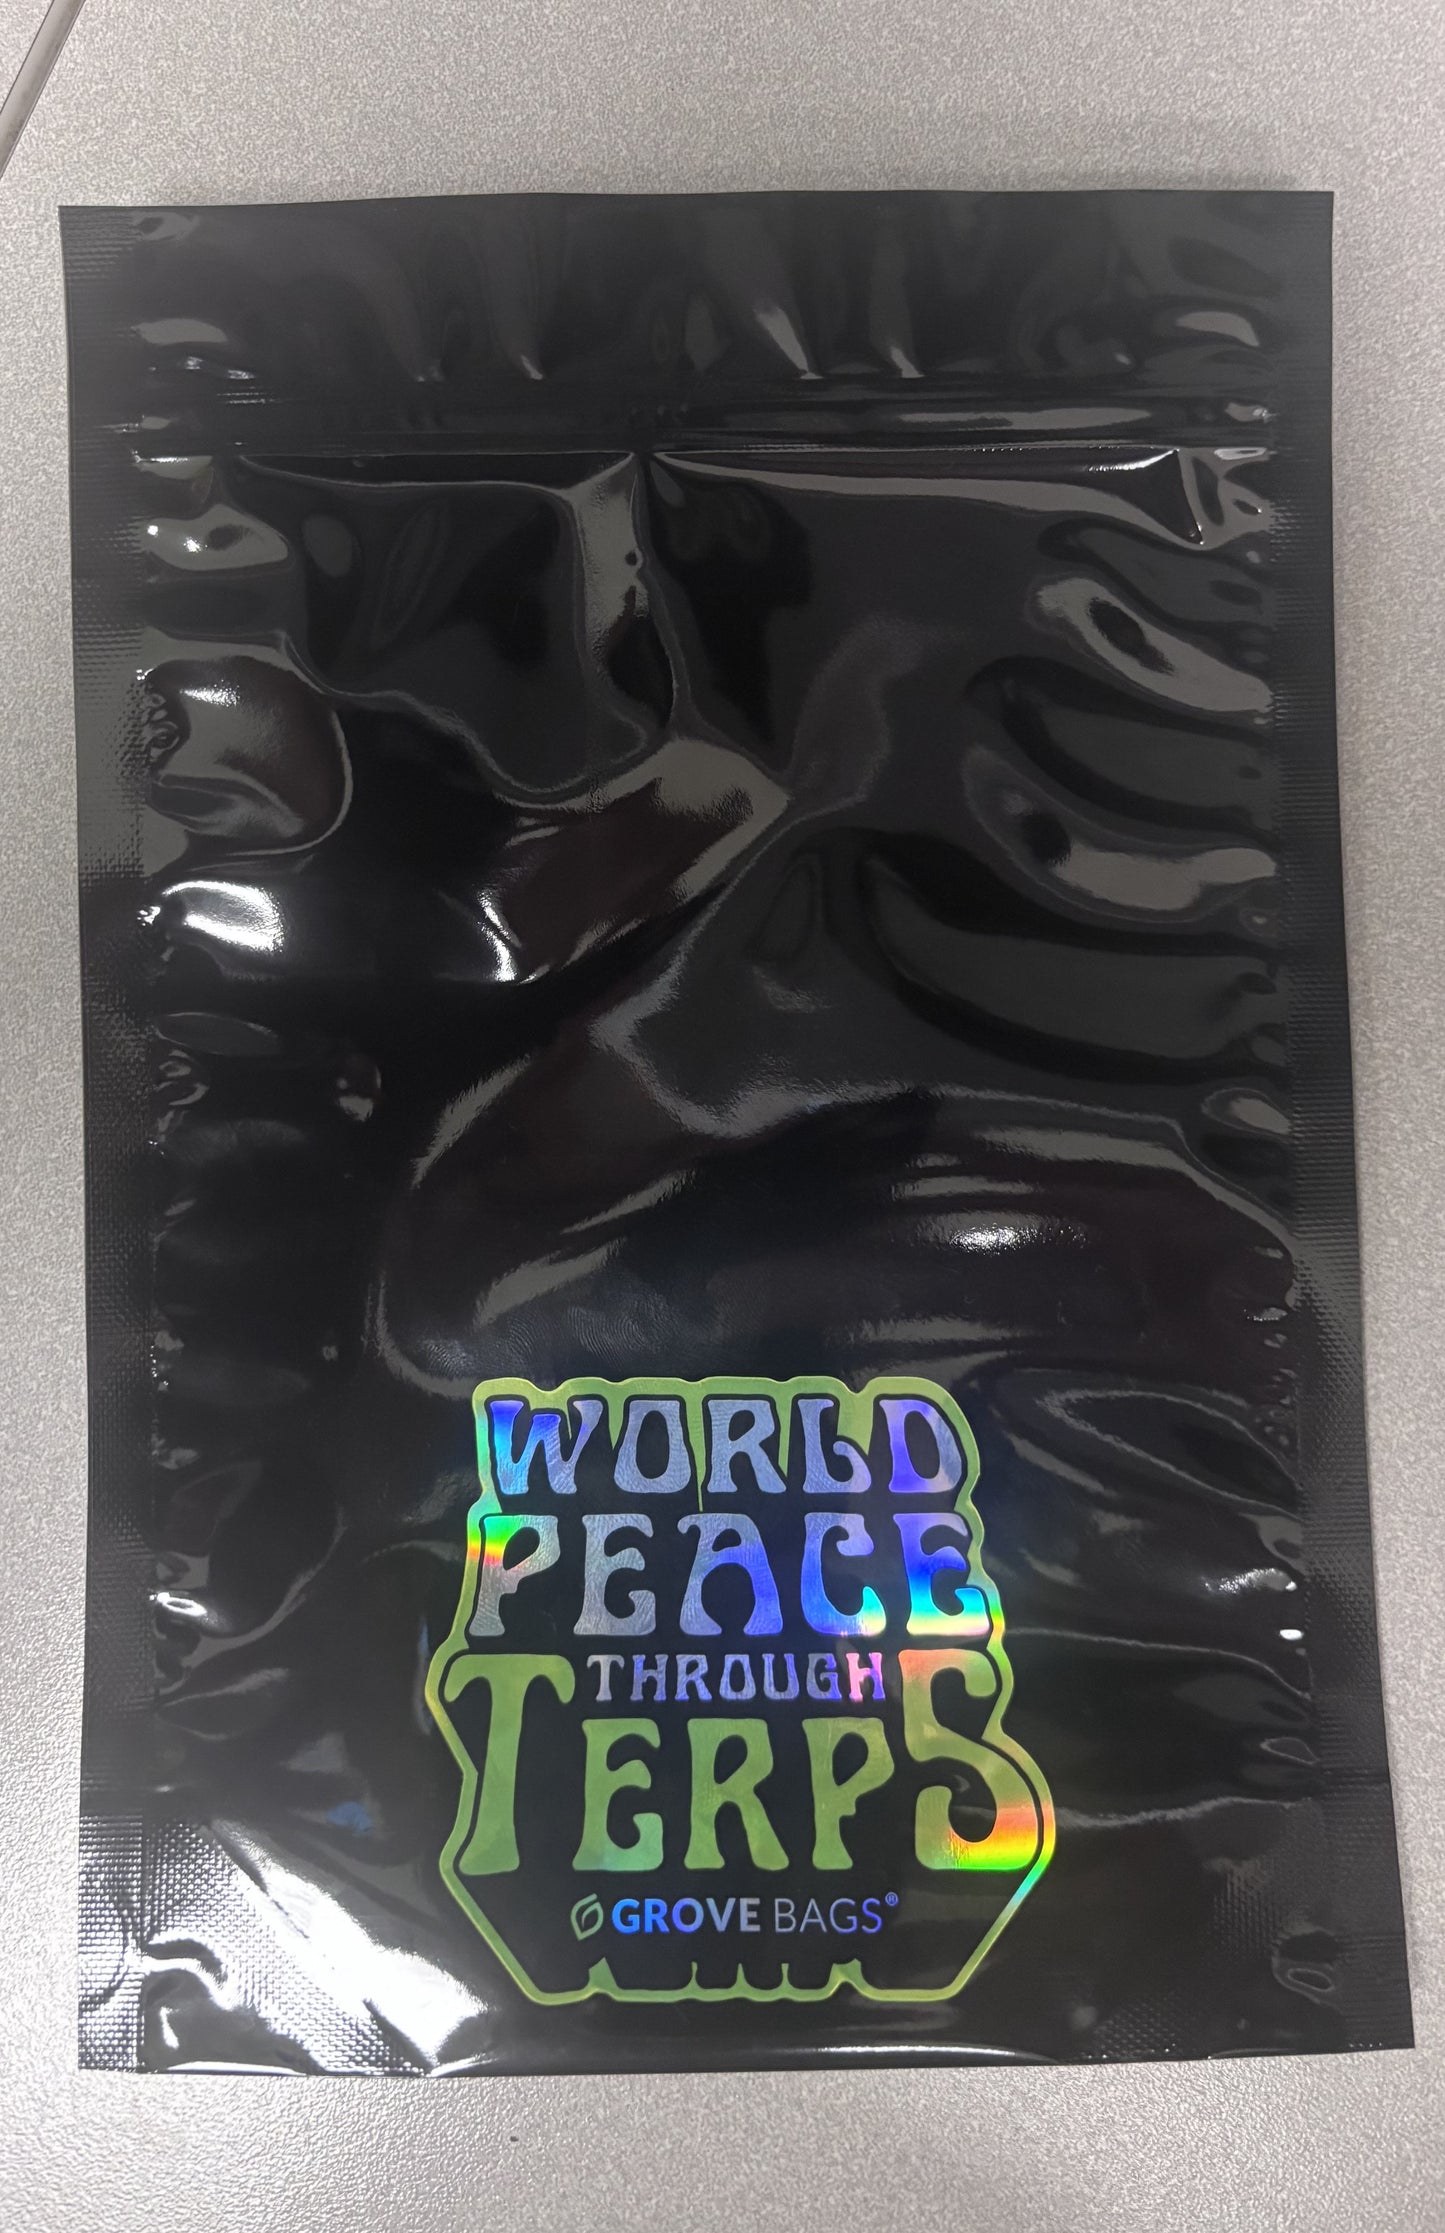 WORLD
PEACE
THROUGH
TERPS
GROVE BAGS®